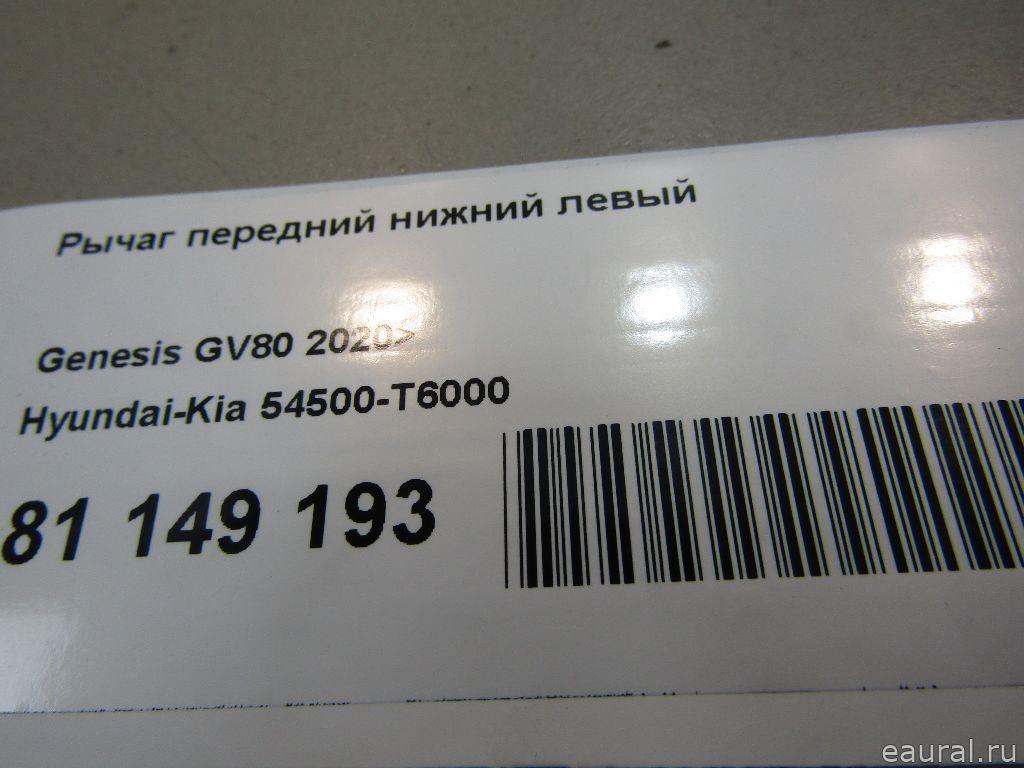 Рычаг передний нижний левый
Genesis GV80 2020>
Hyundai-Kia 54500-T6000
81 149 193
eaural.ru